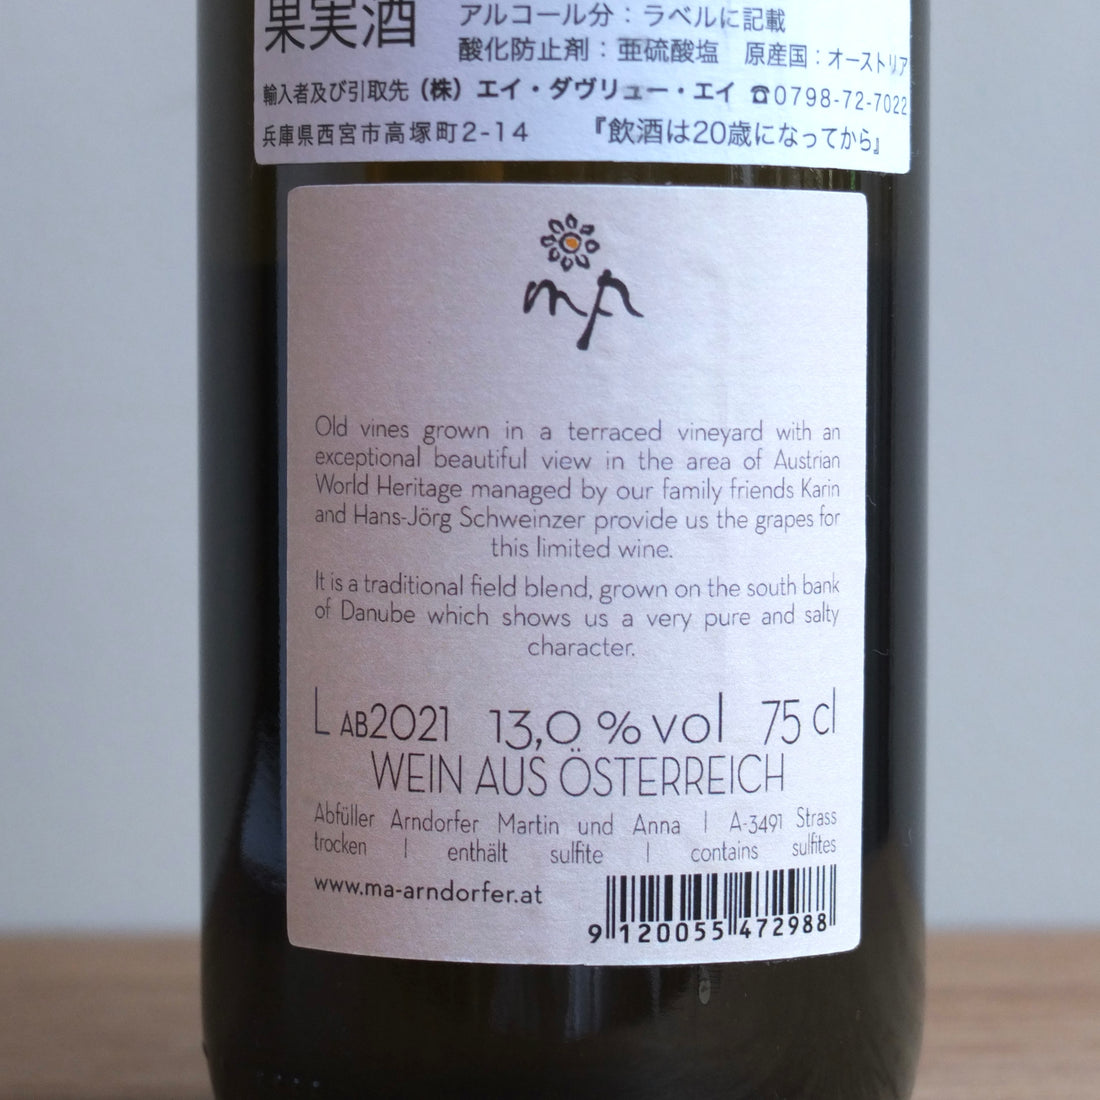 果実酒 アルコール分：ラベルに記載
酸化防止剤：亜硫酸塩 原産国：オーストリア
輸入者及び引取先（株）エイ・ダヴリュー・エイ ☎0798-72-7022
兵庫県西宮市高塚町2-14 『飲酒は20歳になってから』
ma
Old vines grown in a terraced vineyard with an
exceptional beautiful view in the area of Austrian
World Heritage managed by our family friends Karin
and Hans-Jörg Schweinzer provide us the grapes for
this limited wine.
It is a traditional field blend, grown on the south bank
of Danube which shows us a very pure and salty
character.
L AB2021 13,0 % vol 75 cl
WEIN AUS ÖSTERREICH
Abfüller Arndorfer Martin und Anna | A-3491 Strass
trocken | enthält sulfite | contains sulfites
www.ma-arndorfer.at
9 120055 472988